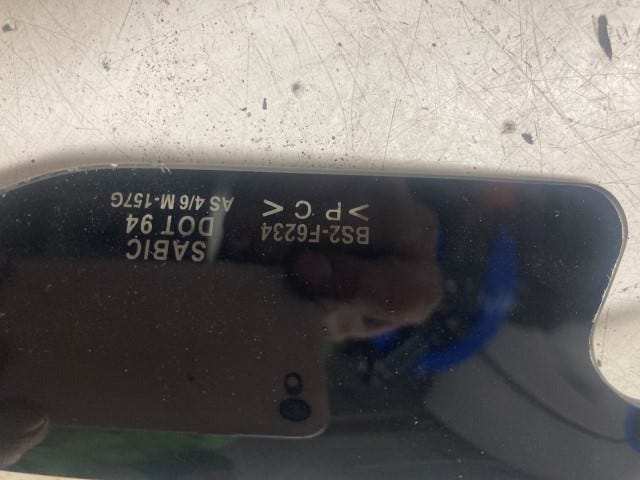 BS2-F6234
>PC<
SABIC
DOT 94
AS 4/6 M-157G